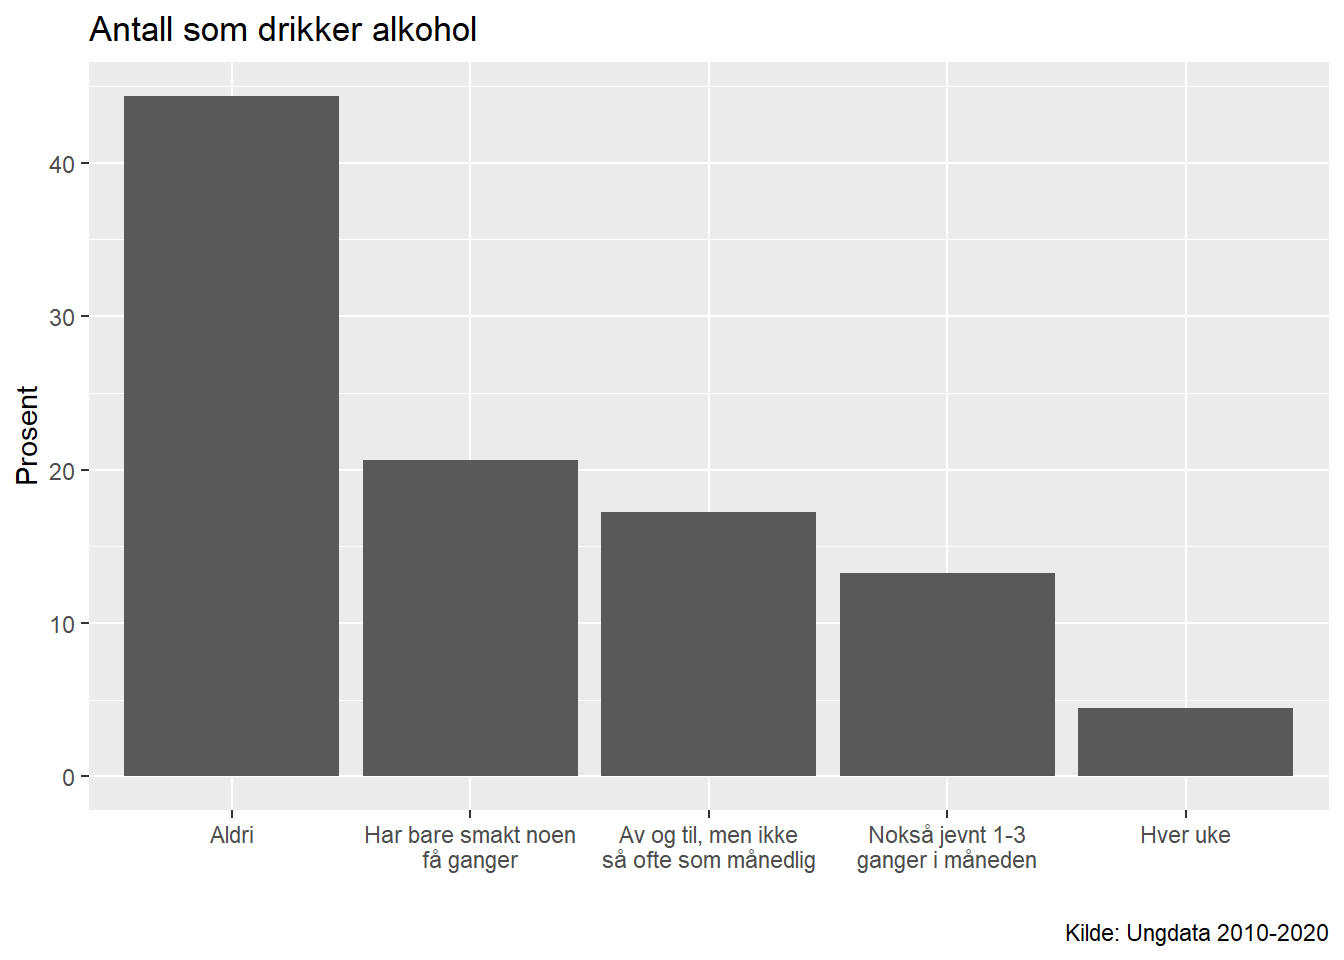 Antall som drikker alkohol
Prosent
40
30
20
10
0
Aldri
Har bare smakt noen
få ganger
Av og til, men ikke
så ofte som månedlig
Nokså jevnt 1-3
ganger i måneden
Hver uke
Kilde: Ungdata 2010-2020